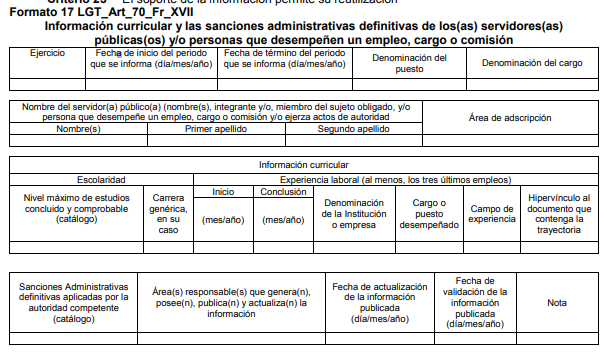 Criterio 25 El soporte de la información permite su reutilización
Formato 17 LGT_Art_70_Fr_XVII
Información curricular y las sanciones administrativas definitivas de los(as) servidores(as)
públicas(os) y/o personas que desempeñen un empleo, cargo o comisión
Ejercicio
Fecha de inicio del periodo
que se informa (día/mes/año)
Fecha de término del periodo
que se informa (día/mes/año)
Denominación del
puesto
Denominación del cargo
Nombre del servidor(a) público(a) (nombre(s), integrante y/o, miembro del sujeto obligado, y/o
persona que desempeñe un empleo, cargo o comisión y/o ejerza actos de autoridad
Área de adscripción
Nombre(s)
Primer apellido
Segundo apellido
Información curricular
Escolaridad
Experiencia laboral (al menos, los tres últimos empleos)
Nivel máximo de estudios
concluido y comprobable
(catálogo)
Carrera
genérica,
en su
caso
Inicio
(mes/año)
Conclusión
(mes/año)
Denominación
de la Institución
o empresa
Cargo o
puesto
desempeñado
Campo de
experiencia
Hipervínculo al
documento que
contenga la
trayectoria
Sanciones Administrativas
definitivas aplicadas por la
autoridad competente
(catálogo)
Área(s) responsable(s) que genera(n),
posee(n), publica(n) y actualiza(n) la
información
Fecha de actualización
de la información
publicada
(día/mes/año)
Fecha de
validación de la
información
publicada
(día/mes/año)
Nota